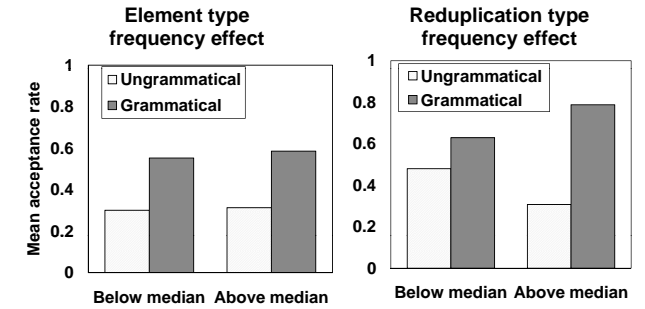 Element type
frequency effect
Mean acceptance rate
1
0.8
0.6
0.4
0.2
0
Ungrammatical
Grammatical
Below median Above median
Reduplication type
frequency effect
1
0.8
0.6
0.4
0.2
0
Ungrammatical
Grammatical
Below median Above median